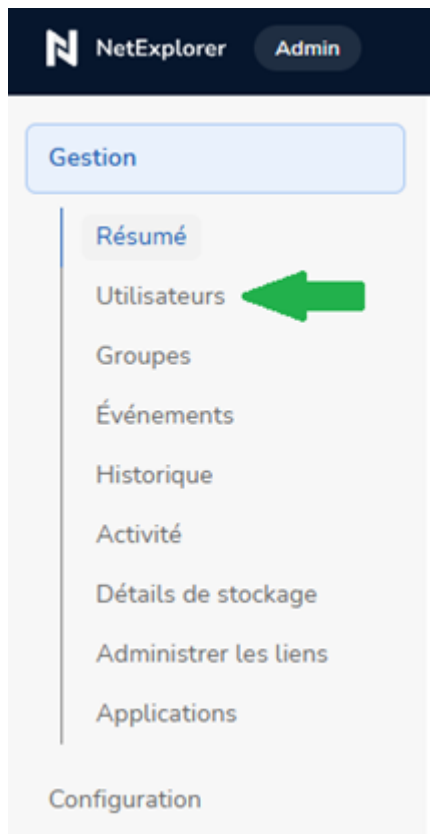 NetExplorer Admin
Gestion
Résumé
Utilisateurs
Groupes
Événements
Historique
Activité
Détails de stockage
Administrer les liens
Applications
Configuration